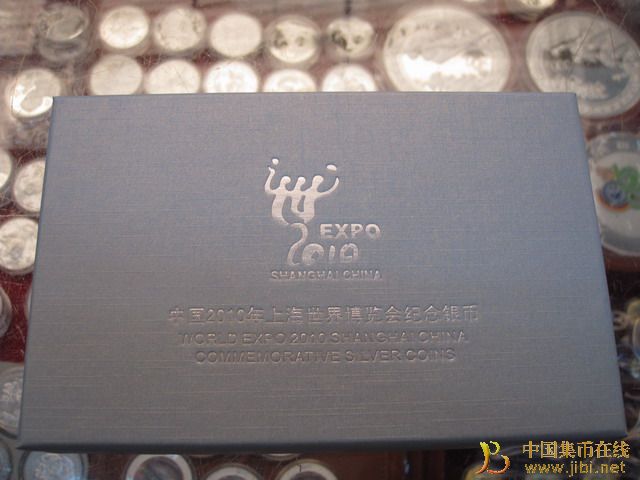 EXPO
2010
SHANGHAI CHINA
中国2010年上海世界博览会纪念银币
WORLD EXPO 2010 SHANGHAI CHINA
COMMEMORATIVE SILVER COINS
中国集币在线
www.jibi.net